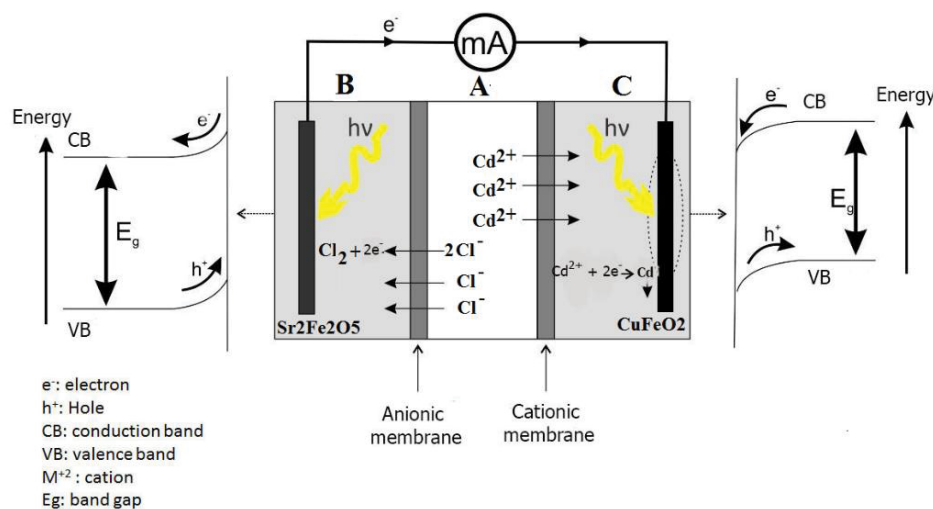 e-
mA
B
A
C
Energy
CB
e-
hν
hν
Cd2+
Cd2+
Cd2+
e-
CB
Energy
Eg
Eg
h+
Cl2 + 2e-
2Cl-
Cl-
Cl-
Cd2+ + 2e- → Cd
h+
VB
VB
Sr2Fe2O5
CuFeO2
Anionic
membrane
Cationic
membrane
e-: electron
h+: Hole
CB: conduction band
VB: valence band
M+2 : cation
Eg: band gap